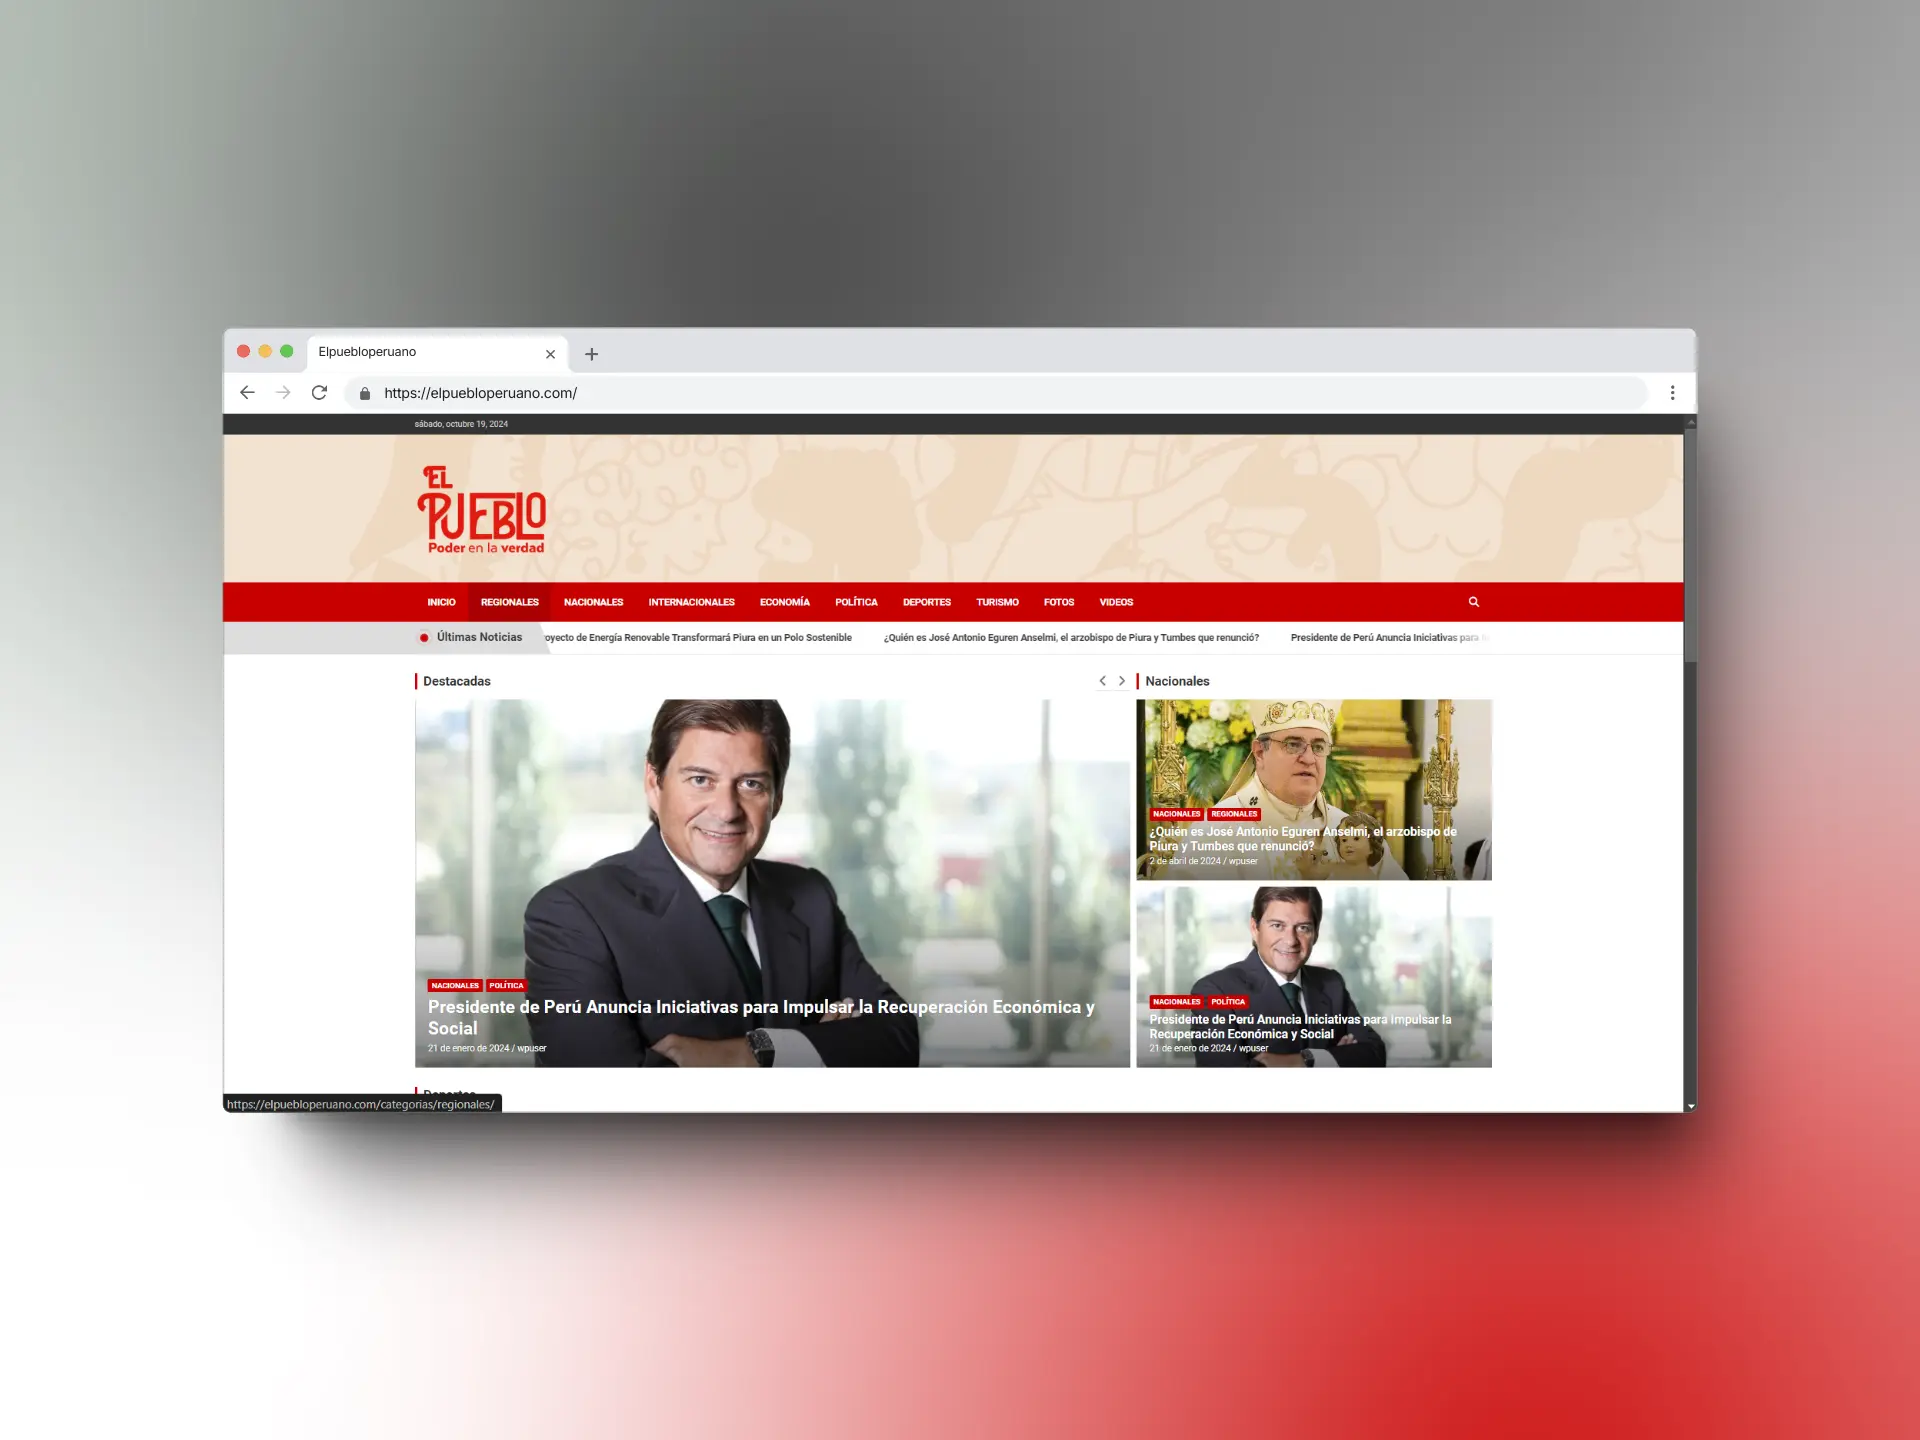 Elpuebloperuano
https://elpuebloperuano.com/
sábado, octubre 19, 2024
EL
PUEBLO
Poder en la verdad
INICIO REGIONALES NACIONALES INTERNACIONALES ECONOMÍA POLÍTICA DEPORTES TURISMO FOTOS VIDEOS
Últimas Noticias oyecto de Energía Renovable Transformará Piura en un Polo Sostenible ¿Quién es José Antonio Eguren Anselmi, el arzobispo de Piura y Tumbes que renunció? Presidente de Perú Anuncia Iniciativas para
Destacadas
NACIONALES POLÍTICA
Presidente de Perú Anuncia Iniciativas para Impulsar la Recuperación Económica y
Social
21 de enero de 2024 / wpuser
Nacionales
NACIONALES REGIONALES
¿Quién es José Antonio Eguren Anselmi, el arzobispo de
Piura y Tumbes que renunció?
2 de abril de 2024 / wpuser
NACIONALES POLÍTICA
Presidente de Perú Anuncia Iniciativas para Impulsar la
Recuperación Económica y Social
21 de enero de 2024 / wpuser
Deportes
https://elpuebloperuano.com/categorias/regionales/